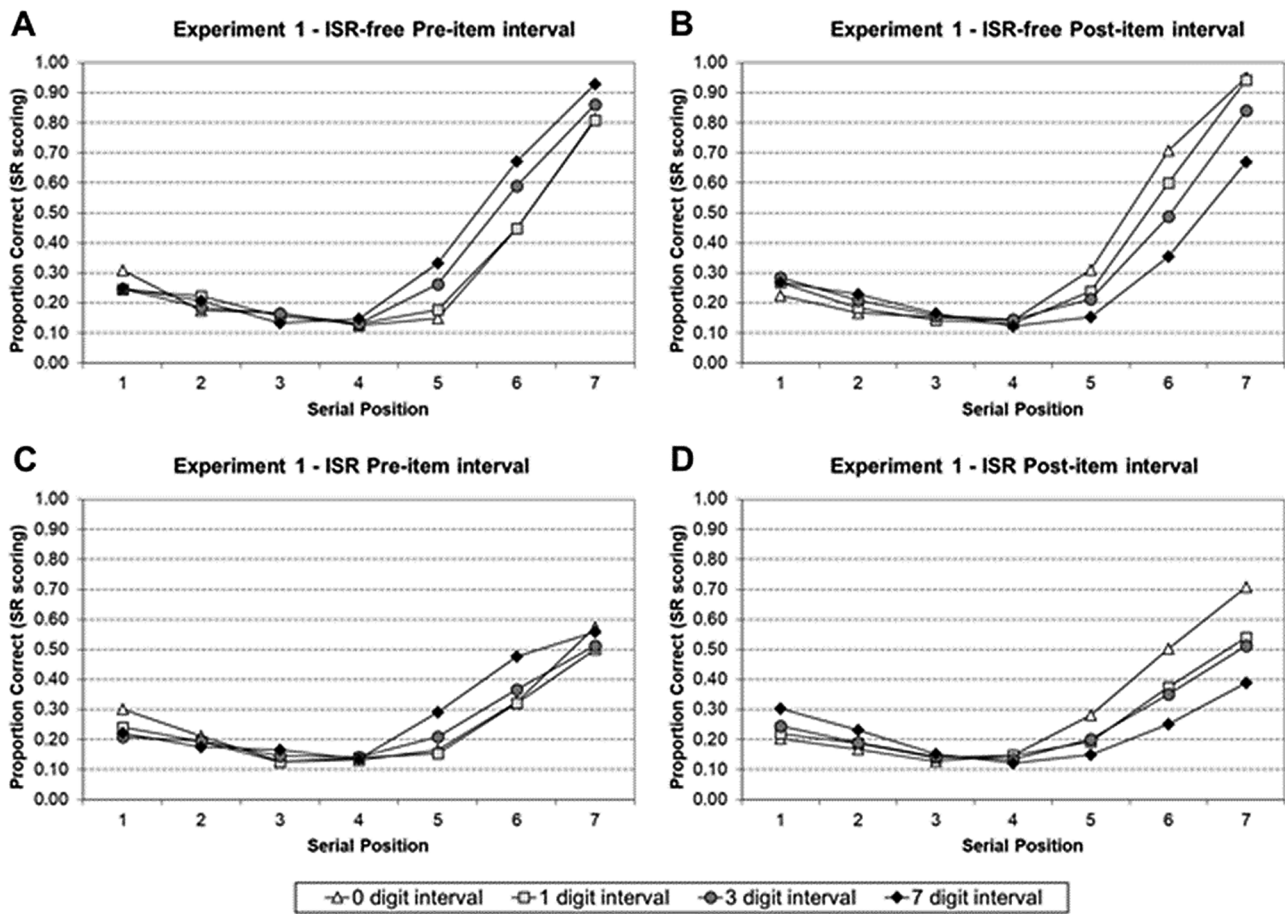 A
Experiment 1 - ISR-free Pre-item interval
Proportion Correct (SR scoring)
1.00
0.90
0.80
0.70
0.60
0.50
0.40
0.30
0.20
0.10
0.00
1 2 3 4 5 6 7
Serial Position
B
Experiment 1 - ISR-free Post-item interval
Proportion Correct (SR scoring)
1.00
0.90
0.80
0.70
0.60
0.50
0.40
0.30
0.20
0.10
0.00
1 2 3 4 5 6 7
Serial Position
C
Experiment 1 - ISR Pre-item interval
Proportion Correct (SR scoring)
1.00
0.90
0.80
0.70
0.60
0.50
0.40
0.30
0.20
0.10
0.00
1 2 3 4 5 6 7
Serial Position
D
Experiment 1 - ISR Post-item interval
Proportion Correct (SR scoring)
1.00
0.90
0.80
0.70
0.60
0.50
0.40
0.30
0.20
0.10
0.00
1 2 3 4 5 6 7
Serial Position
0 digit interval 1 digit interval 3 digit interval 7 digit interval